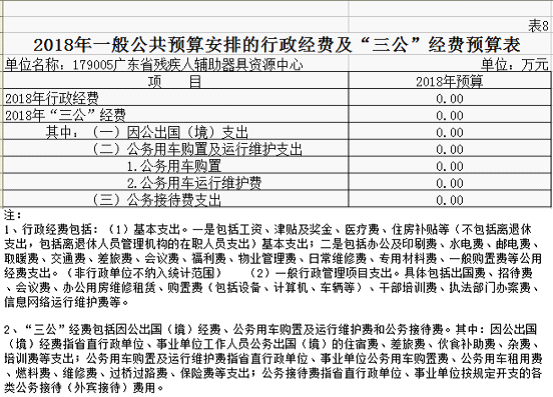 表8
2018年一般公共预算安排的行政经费及“三公”经费预算表
单位名称：179005广东省残疾人辅助器具资源中心 单位：万元
项 目 2018年预算
2018年行政经费 0.00
2018年“三公”经费 0.00
其中：（一）因公出国（境）支出 0.00
（二）公务用车购置及运行维护支出 0.00
1.公务用车购置 0.00
2.公务用车运行维护费 0.00
（三）公务接待费支出 0.00
注：
1、行政经费包括：（1）基本支出。一是包括工资、津贴及奖金、医疗费、住房补贴等（不包括离退休
支出，包括离退休人员管理机构的在职人员支出）基本支出；二是包括办公及印刷费、水电费、邮电费、
取暖费、交通费、差旅费、会议费、福利费、物业管理费、日常维修费、专用材料费、一般购置费等公用
经费支出。（非行政单位不纳入统计范围） （2）一般行政管理项目支出。具体包括出国费、招待费
、会议费、办公用房维修租赁、购置费（包括设备、计算机、车辆等）、干部培训费、执法部门办案费、
信息网络运行维护费等。
2、“三公”经费包括因公出国（境）经费、公务用车购置及运行维护费和公务接待费。其中：因公出国
（境）经费指省直行政单位、事业单位工作人员公务出国（境）的住宿费、差旅费、伙食补助费、杂费、
培训费等支出；公务用车购置及运行维护费指省直行政单位、事业单位公务用车购置费、公务用车租用费
、燃料费、维修费、过桥过路费、保险费等支出；公务接待费指省直行政单位、事业单位按规定开支的各
类公务接待（外宾接待）费用。